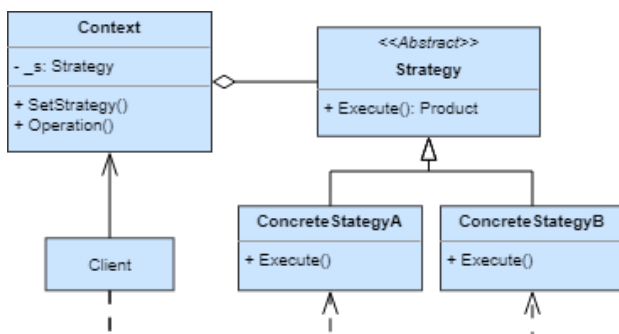 Context
- _s: Strategy
+ SetStrategy()
+ Operation()
<<Abstract>>
Strategy
+ Execute(): Product
Client
ConcreteStategyA
+ Execute()
ConcreteStategyB
+ Execute()